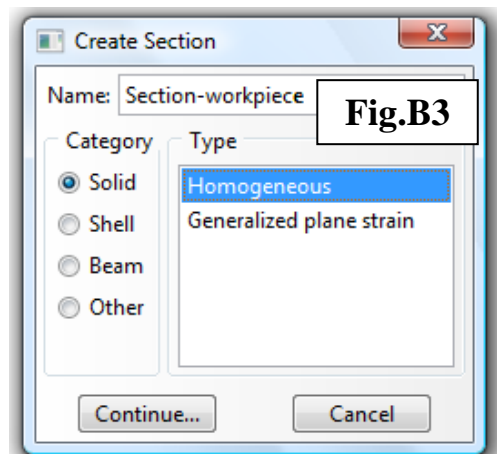 Create Section
Name: Section-workpiece
Fig.B3
Category Type
Solid Homogeneous
Shell Generalized plane strain
Beam
Other
Continue... Cancel